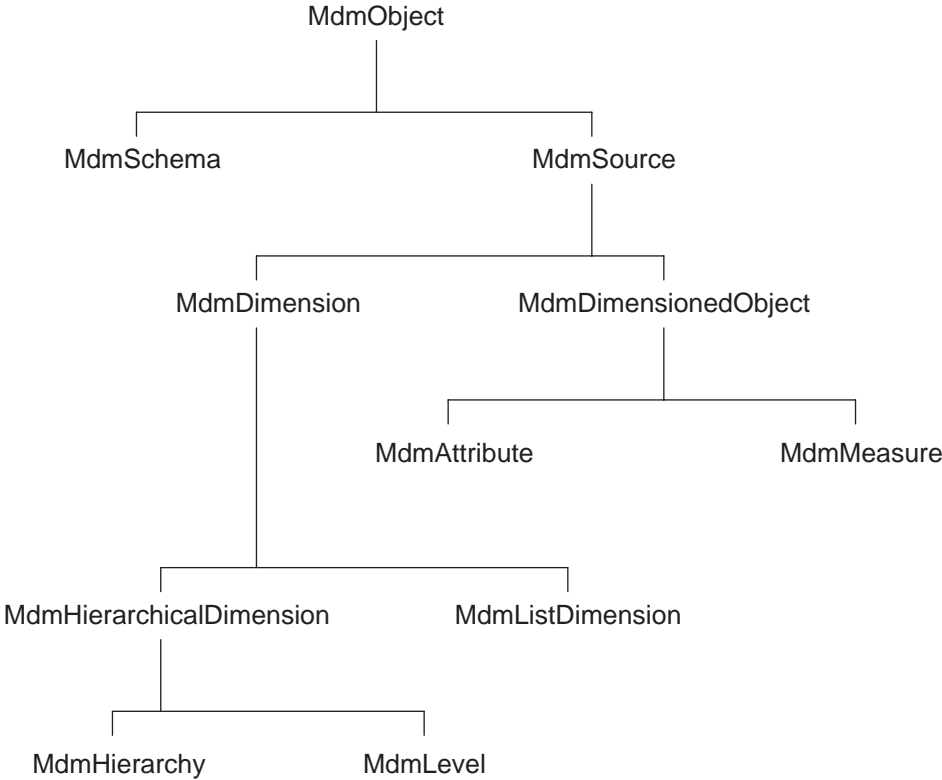 MdmObject
MdmSchema
MdmSource
MdmDimension
MdmDimensionedObject
MdmAttribute
MdmMeasure
MdmHierarchicalDimension
MdmListDimension
MdmHierarchy
MdmLevel